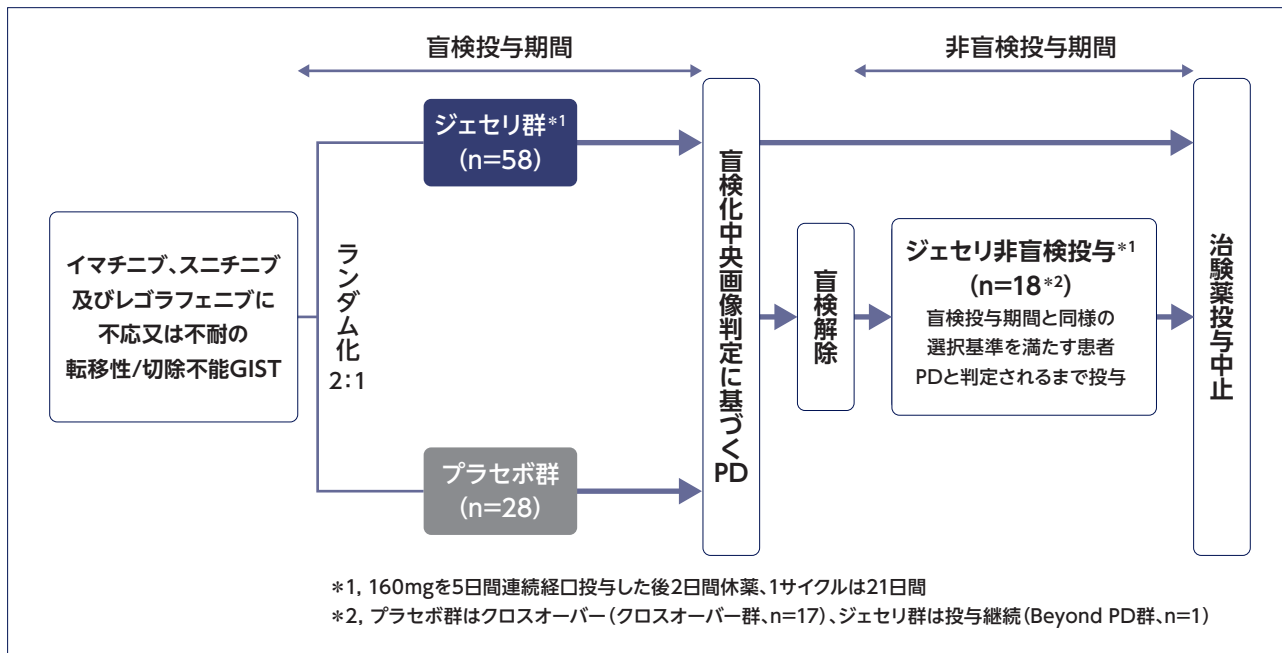 盲検投与期間
非盲検投与期間
イマチニブ、スニチニブ
及びレゴラフェニブに
不応又は不耐の
転移性/切除不能GIST
ランダム化
2:1
ジェセリ群*1
(n=58)
プラセボ群
(n=28)
盲検化中央画像判定に基づくPD
盲検解除
ジェセリ非盲検投与*1
(n=18*2)
盲検投与期間と同様の
選択基準を満たす患者
PDと判定されるまで投与
治験薬投与中止
*1, 160mgを5日間連続経口投与した後2日間休薬、1サイクルは21日間
*2, プラセボ群はクロスオーバー(クロスオーバー群、n=17)、ジェセリ群は投与継続(Beyond PD群、n=1)